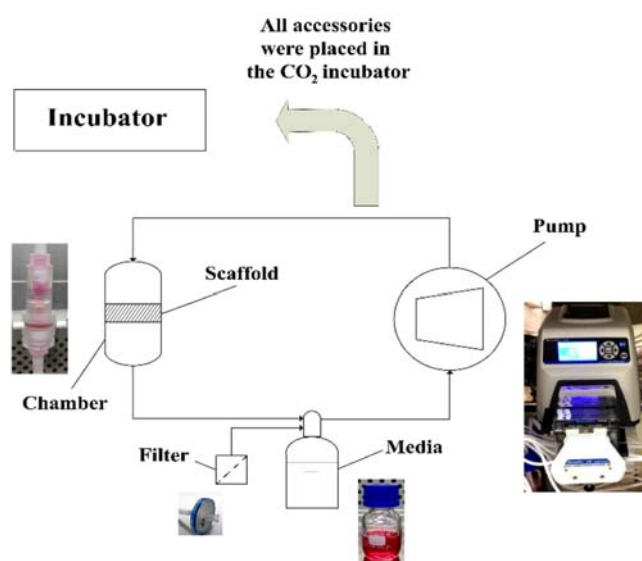 All accessories
were placed in
the CO₂ incubator
Incubator
Pump
Scaffold
Chamber
Filter
Media